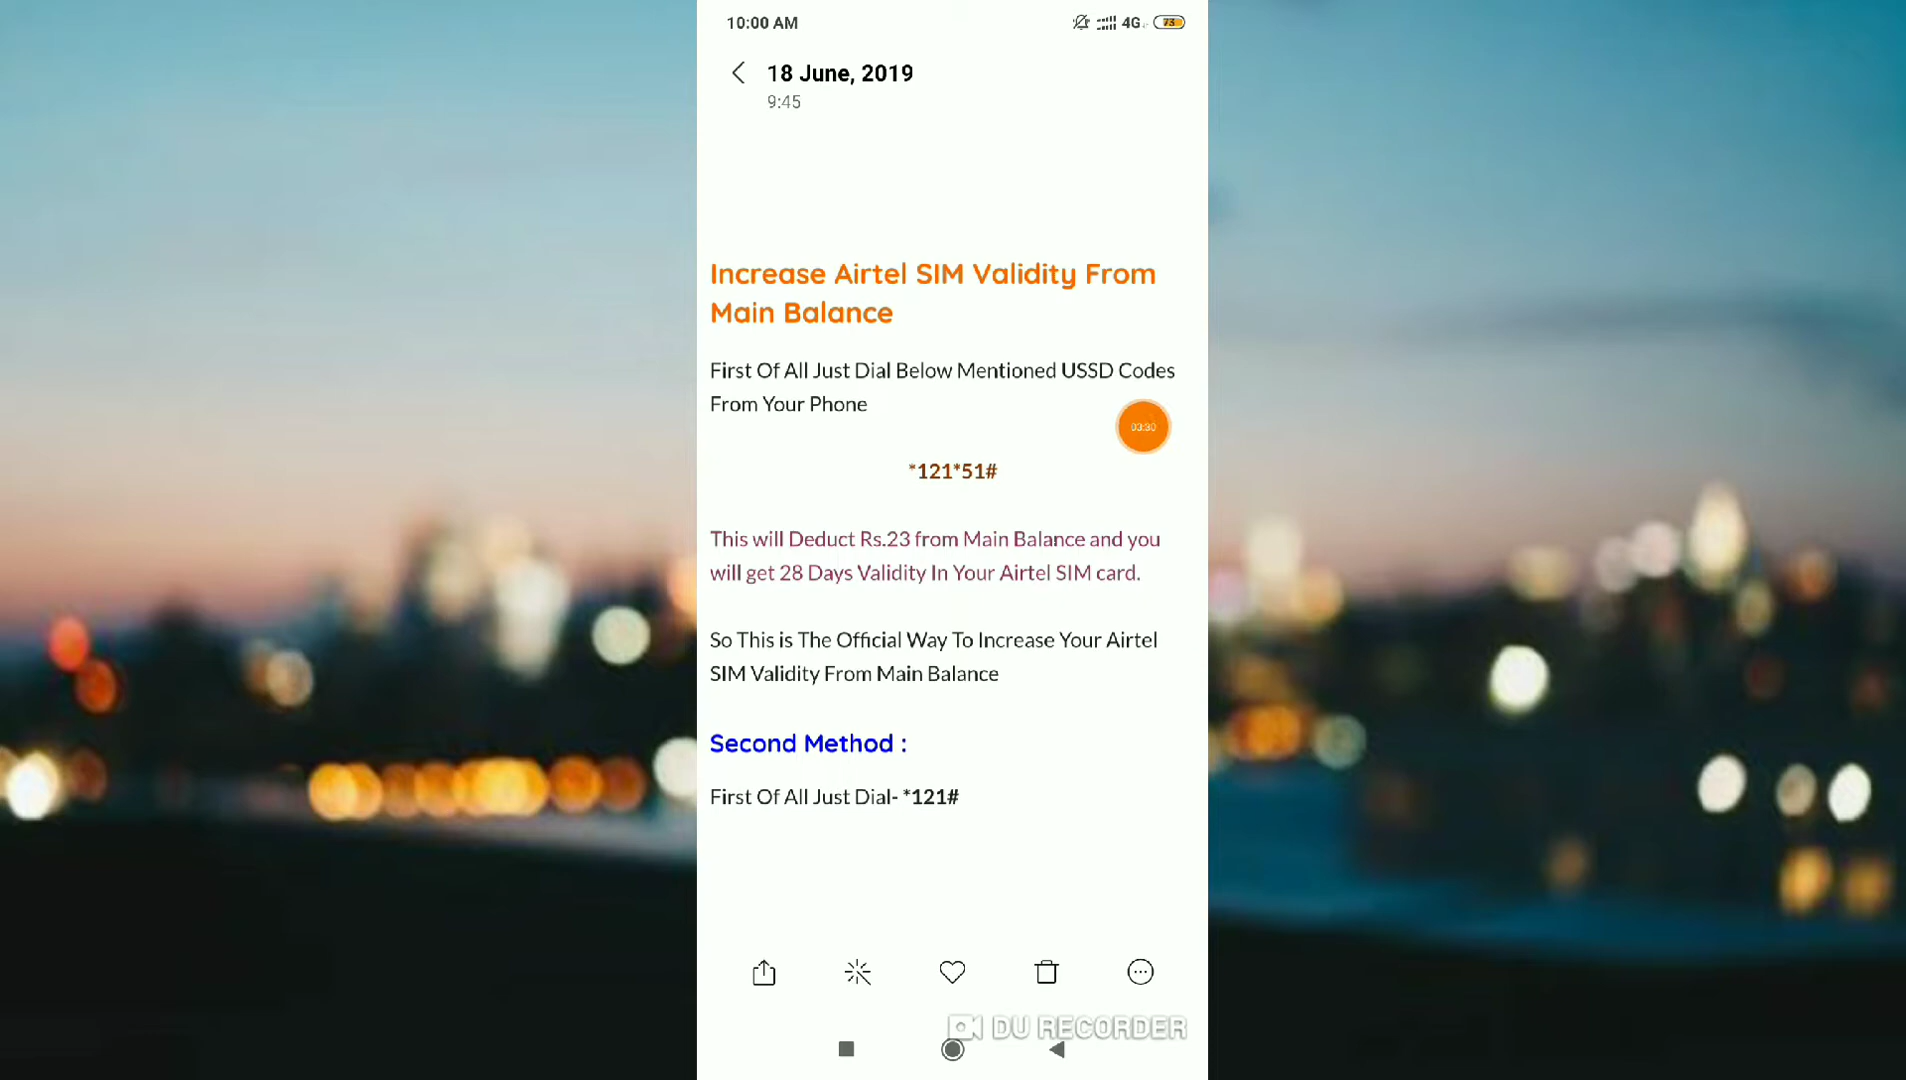 10:00 AM
4G
73
18 June, 2019
9:45
Increase Airtel SIM Validity From
Main Balance
First Of All Just Dial Below Mentioned USSD Codes
From Your Phone
03:30
*121*51#
This will Deduct Rs.23 from Main Balance and you
will get 28 Days Validity In Your Airtel SIM card.
So This is The Official Way To Increase Your Airtel
SIM Validity From Main Balance
Second Method :
First Of All Just Dial- *121#
DU RECORDER